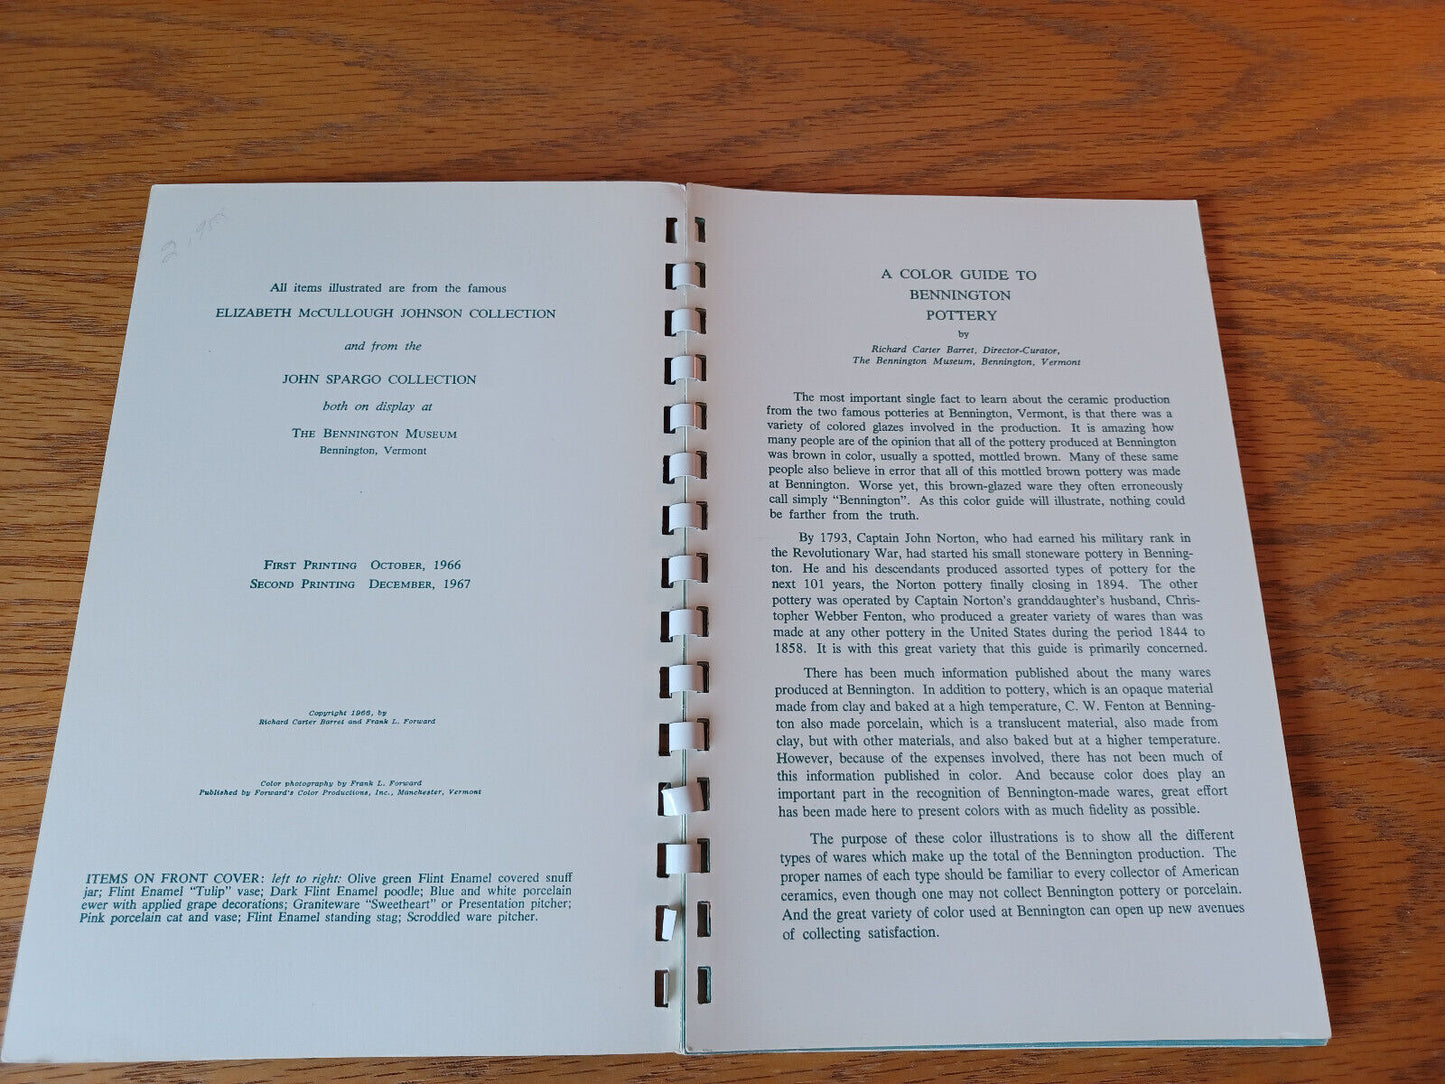 All items illustrated are from the famous
ELIZABETH McCULLOUGH JOHNSON COLLECTION
and from the
JOHN SPARGO COLLECTION
both on display at
THE BENNINGTON MUSEUM
Bennington, Vermont
FIRST PRINTING OCTOBER, 1966
SECOND PRINTING DECEMBER, 1967
Copyright 1966, by
Richard Carter Barret and Frank L. Forward
Color photography by Frank L. Forward
Published by Forward's Color Productions, Inc., Manchester, Vermont
ITEMS ON FRONT COVER: left to right: Olive green Flint Enamel covered snuff
jar; Flint Enamel "Tulip" vase; Dark Flint Enamel poodle; Blue and white porcelain
ewer with applied grape decorations; Graniteware "Sweetheart" or Presentation pitcher;
Pink porcelain cat and vase; Flint Enamel standing stag; Scroddled ware pitcher.
A COLOR GUIDE TO
BENNINGTON
POTTERY
by
Richard Carter Barret, Director-Curator,
The Bennington Museum, Bennington, Vermont
The most important single fact to learn about the ceramic production
from the two famous potteries at Bennington, Vermont, is that there was a
variety of colored glazes involved in the production. It is amazing how
many people are of the opinion that all of the pottery produced at Bennington
was brown in color, usually a spotted, mottled brown. Many of these same
people also believe in error that all of this mottled brown pottery was made
at Bennington. Worse yet, this brown-glazed ware they often erroneously
call simply "Bennington". As this color guide will illustrate, nothing could
be farther from the truth.
By 1793, Captain John Norton, who had earned his military rank in
the Revolutionary War, had started his small stoneware pottery in Benning-
ton. He and his descendants produced assorted types of pottery for the
next 101 years, the Norton pottery finally closing in 1894. The other
pottery was operated by Captain Norton's granddaughter's husband, Chris-
topher Webber Fenton, who produced a greater variety of wares than was
made at any other pottery in the United States during the period 1844 to
1858. It is with this great variety that this guide is primarily concerned.
There has been much information published about the many wares
produced at Bennington. In addition to pottery, which is an opaque material
made from clay and baked at a high temperature, C. W. Fenton at Benning-
ton also made porcelain, which is a translucent material, also made from
clay, but with other materials, and also baked but at a higher temperature.
However, because of the expenses involved, there has not been much of
this information published in color. And because color does play an
important part in the recognition of Bennington-made wares, great effort
has been made here to present colors with as much fidelity as possible.
The purpose of these color illustrations is to show all the different
types of wares which make up the total of the Bennington production. The
proper names of each type should be familiar to every collector of American
ceramics, even though one may not collect Bennington pottery or porcelain.
And the great variety of color used at Bennington can open up new avenues
of collecting satisfaction.